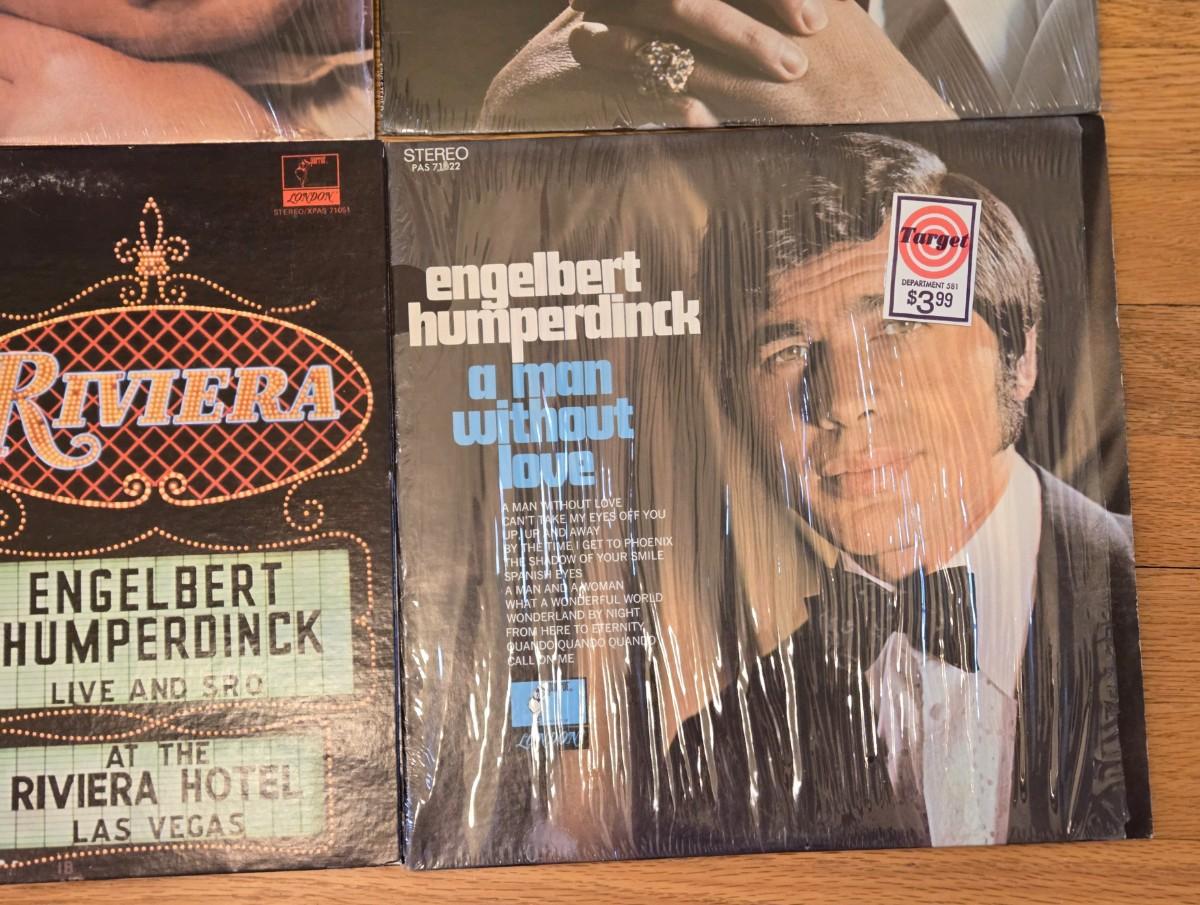 parrot
LONDON
STEREO/XPAS 71051
RIVIERA
ENGELBERT
HUMPERDINCK
LIVE AND S.R.O.
AT THE
RIVIERA HOTEL
LAS VEGAS
STEREO
PAS 71022
engelbert
humperdinck
a man
without
love
A MAN WITHOUT LOVE
CAN'T TAKE MY EYES OFF YOU
UP, UP AND AWAY
BY THE TIME I GET TO PHOENIX
THE SHADOW OF YOUR SMILE
SPANISH EYES
A MAN AND A WOMAN
WHAT A WONDERFUL WORLD
WONDERLAND BY NIGHT
FROM HERE TO ETERNITY
QUANDO QUANDO QUANDO
CALL ON ME
LONDON
Target
DEPARTMENT 581
$3.99